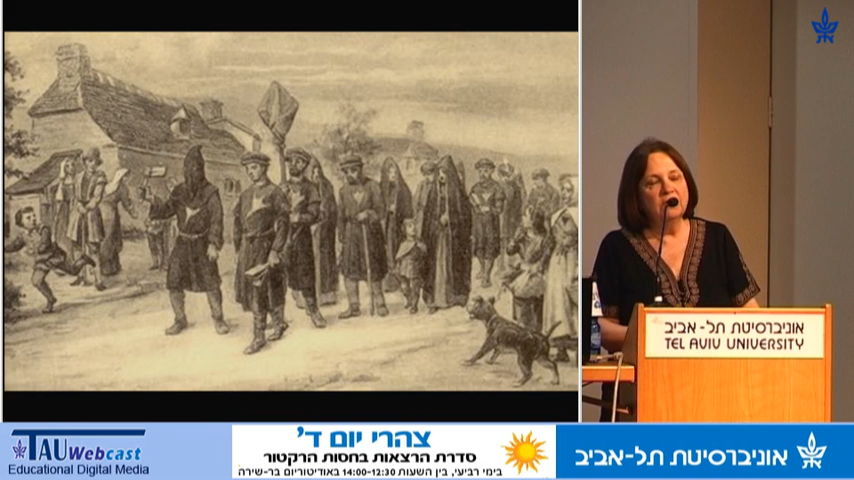 אוניברסיטת תל-אביב
TEL AVIV UNIVERSITY
TAU Webcast
Educational Digital Media
צהרי יום ד'
סדרת הרצאות בחסות הרקטור
בימי רביעי, בין השעות 14:00-12:30 באודיטוריום בר-שירה
אוניברסיטת תל-אביב